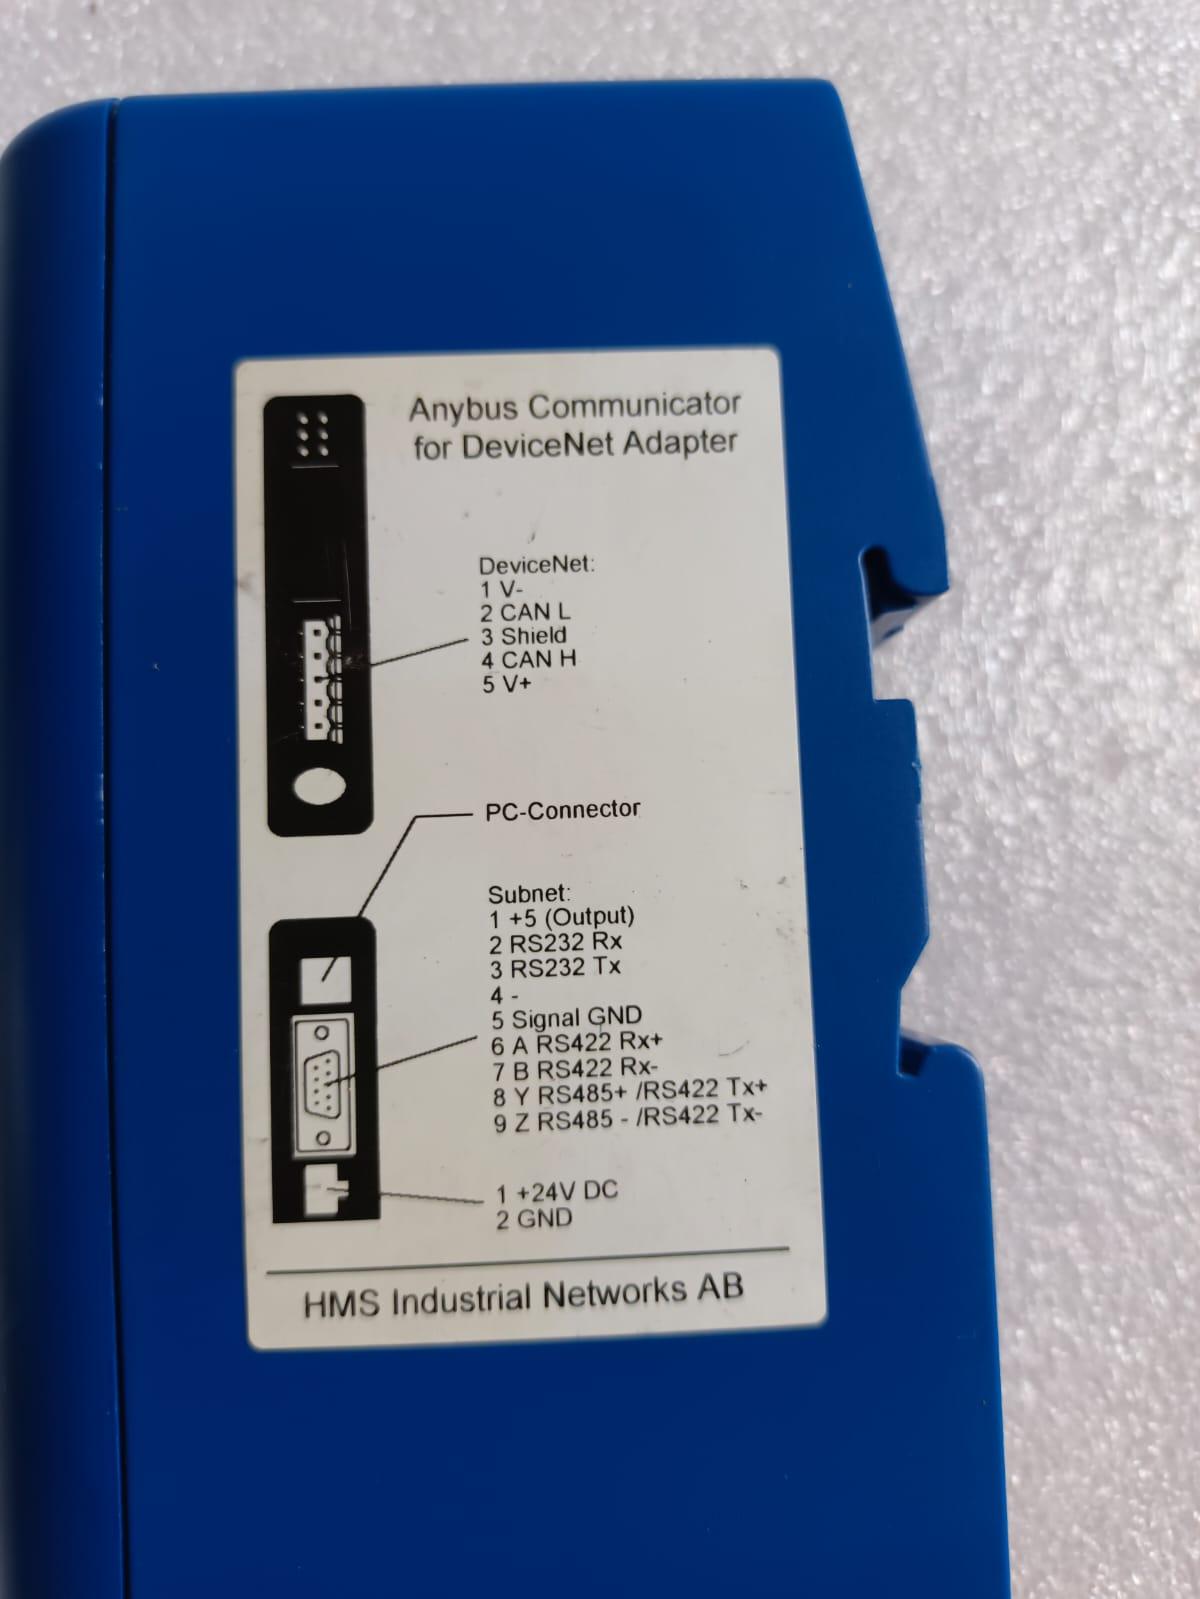 Anybus Communicator
for DeviceNet Adapter
DeviceNet:
1 V-
2 CAN L
3 Shield
4 CAN H
5 V+
PC-Connector
Subnet:
1 +5 (Output)
2 RS232 Rx
3 RS232 Tx
4 -
5 Signal GND
6 A RS422 Rx+
7 B RS422 Rx-
8 Y RS485+ /RS422 Tx+
9 Z RS485 - /RS422 Tx-
1 +24V DC
2 GND
HMS Industrial Networks AB